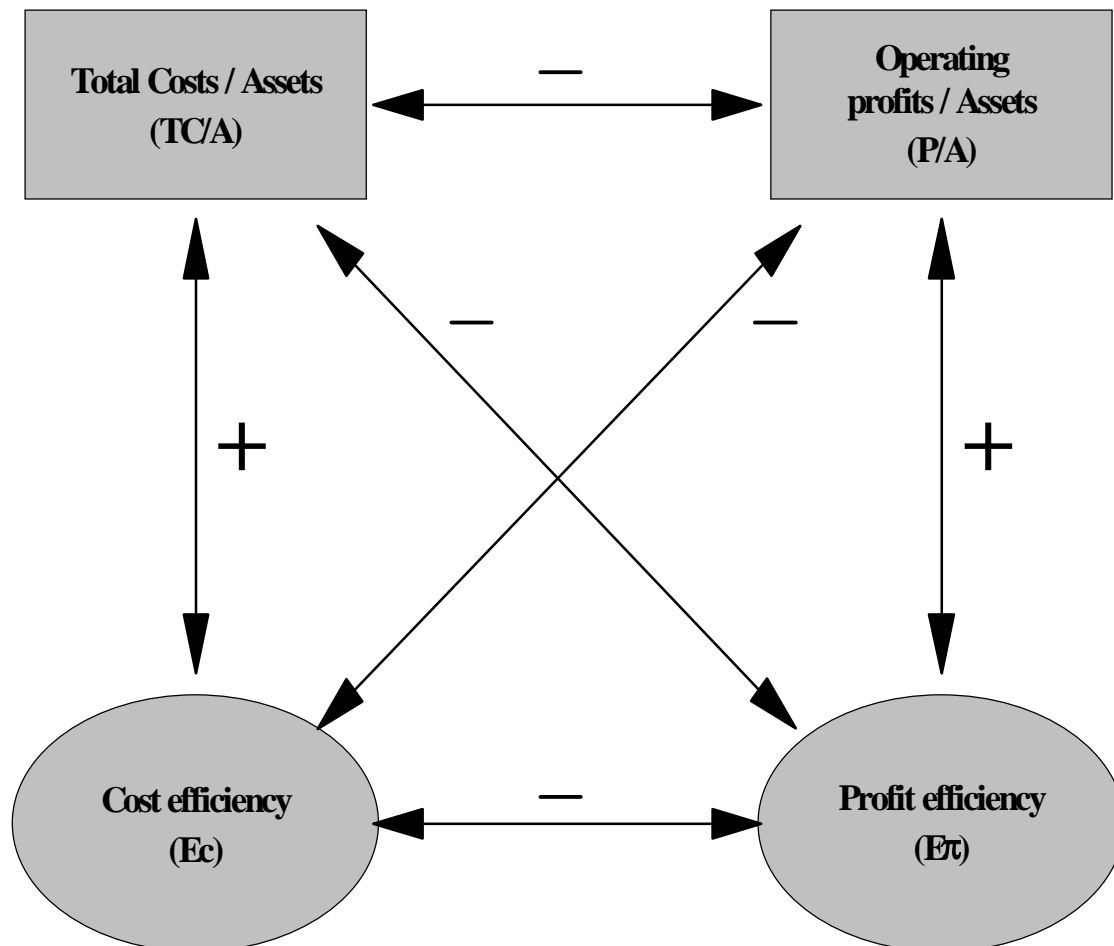 Total Costs / Assets
(TC/A)
–
Operating
profits / Assets
(P/A)
–
–
+
+
Cost efficiency
(Ec)
–
Profit efficiency
(Eπ)